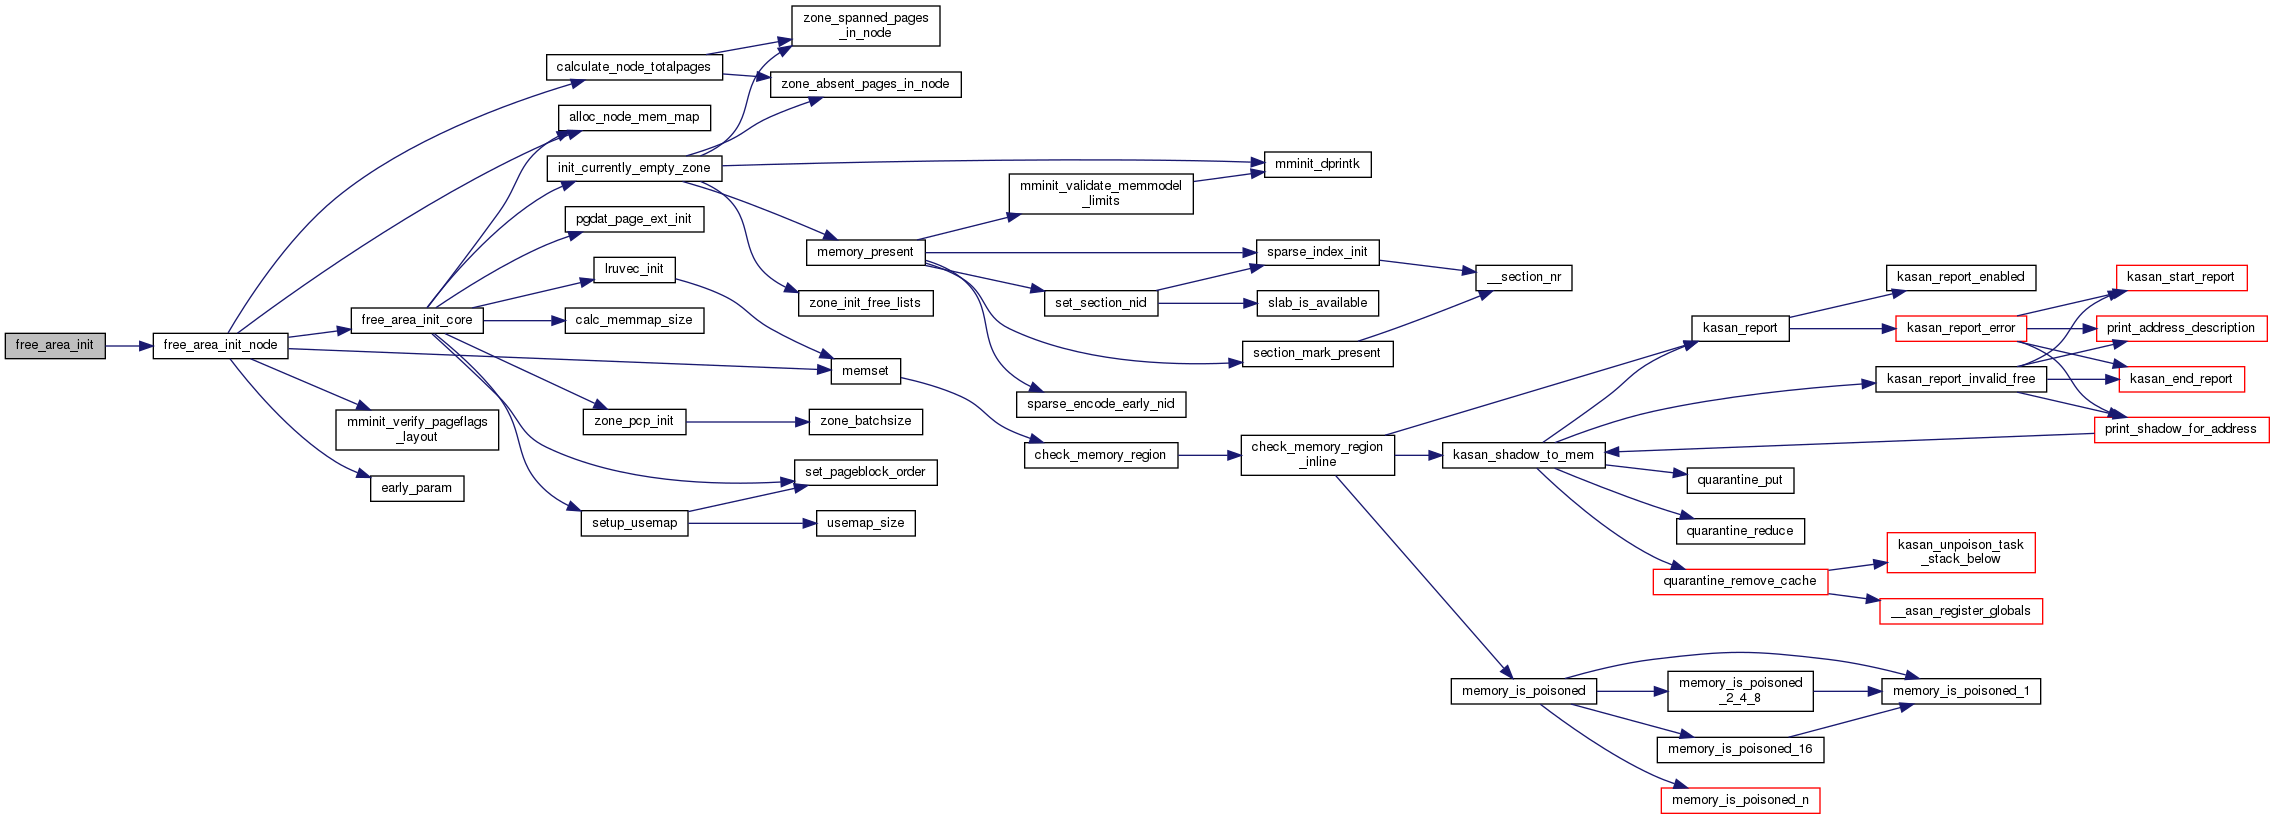 zone_spanned_pages
_in_node
calculate_node_totalpages
zone_absent_pages_in_node
alloc_node_mem_map
init_currently_empty_zone
mminit_dprintk
mminit_validate_memmodel
_limits
pgdat_page_ext_init
memory_present
sparse_index_init
lruvec_init
__section_nr
kasan_report_enabled
kasan_start_report
zone_init_free_lists
set_section_nid
slab_is_available
free_area_init_core
calc_memmap_size
kasan_report
kasan_report_error
print_address_description
free_area_init
free_area_init_node
section_mark_present
memset
kasan_report_invalid_free
kasan_end_report
sparse_encode_early_nid
mminit_verify_pageflags
_layout
zone_pcp_init
zone_batchsize
print_shadow_for_address
check_memory_region
check_memory_region
_inline
kasan_shadow_to_mem
set_pageblock_order
quarantine_put
early_param
setup_usemap
usemap_size
quarantine_reduce
kasan_unpoison_task
_stack_below
quarantine_remove_cache
__asan_register_globals
memory_is_poisoned
memory_is_poisoned
_2_4_8
memory_is_poisoned_1
memory_is_poisoned_16
memory_is_poisoned_n